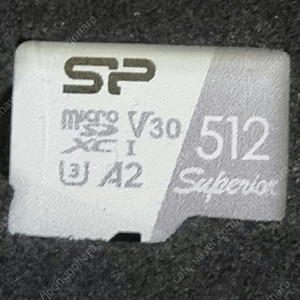 SP
micro SD XC I V30 512
U3 A2 Superior